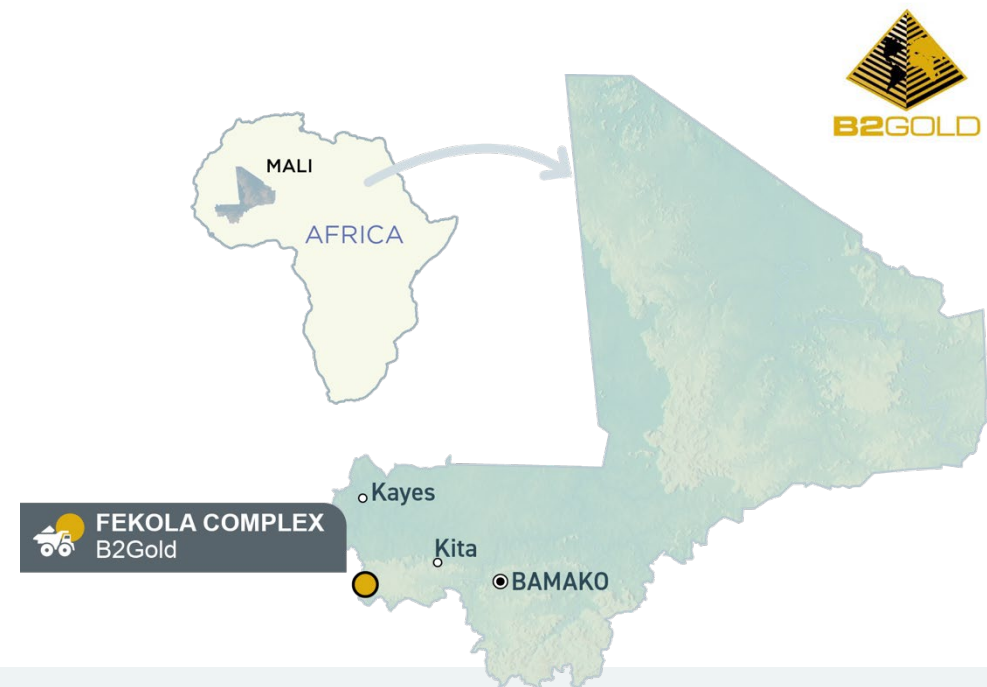 B2GOLD
MALI
AFRICA
Kayes
FEKOLA COMPLEX
B2Gold
Kita
BAMAKO